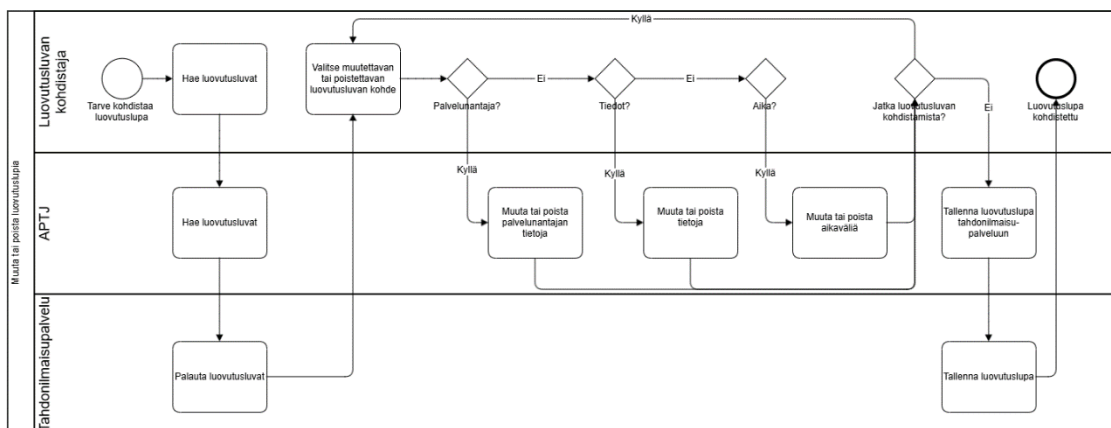 Muuta tai poista luovutuslupia
Luovutusluvan
kohdistaja
Tarve kohdistaa
luovutuslupa
Hae luovutusluvat
Valitse muutettavan
tai poistettavan
luovutusluvan kohde
Palvelunantaja?
Ei
Tiedot?
Ei
Aika?
Kyllä
Jatka luovutusluvan
kohdistamista?
Ei
Luovutuslupa
kohdistettu
APTJ
Hae luovutusluvat
Kyllä
Muuta tai poista
palvelunantajan
tietoja
Kyllä
Muuta tai poista
tietoja
Kyllä
Muuta tai poista
aikaväliä
Tallenna luovutuslupa
tahdonilmaisu-
palveluun
Tahdonilmaisupalvelu
Palauta luovutusluvat
Tallenna luovutuslupa